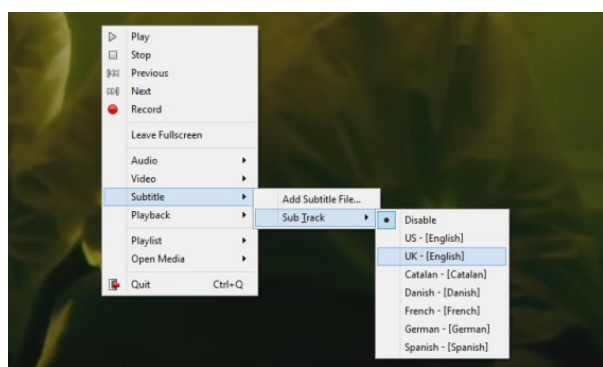 Play
Stop
Previous
Next
Record
Leave Fullscreen
Audio
Video
Subtitle
Playback
Playlist
Open Media
Quit Ctrl+Q
Add Subtitle File...
Sub Track
Disable
US - [English]
UK - [English]
Catalan - [Catalan]
Danish - [Danish]
French - [French]
German - [German]
Spanish - [Spanish]